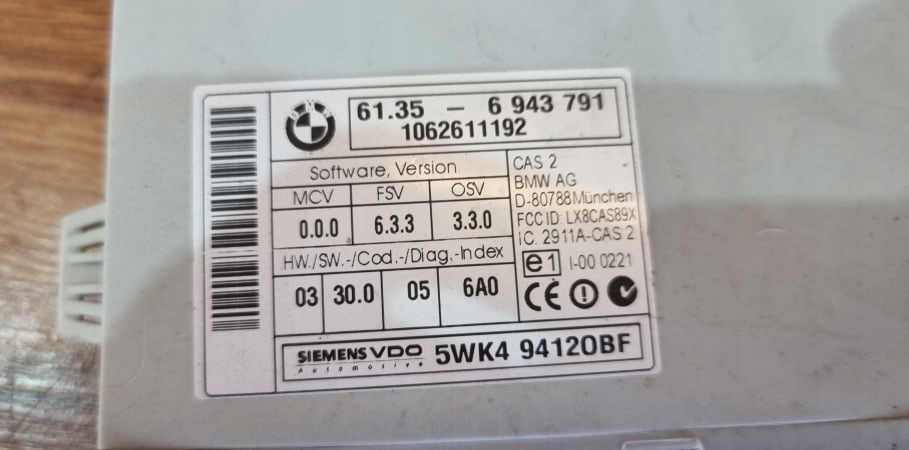 BMW
61.35 – 6 943 791
1062611192
Software, Version
MCV FSV OSV
0.0.0 6.3.3 3.3.0
HW./SW.-/Cod.-/Diag.-Index
03 30.0 05 6A0
CAS 2
BMW AG
D-80788 München
FCC ID: LX8CAS89X
IC: 2911A-CAS 2
e1 I-00 0221
CE
SIEMENS VDO 5WK4 94120BF
Automotive